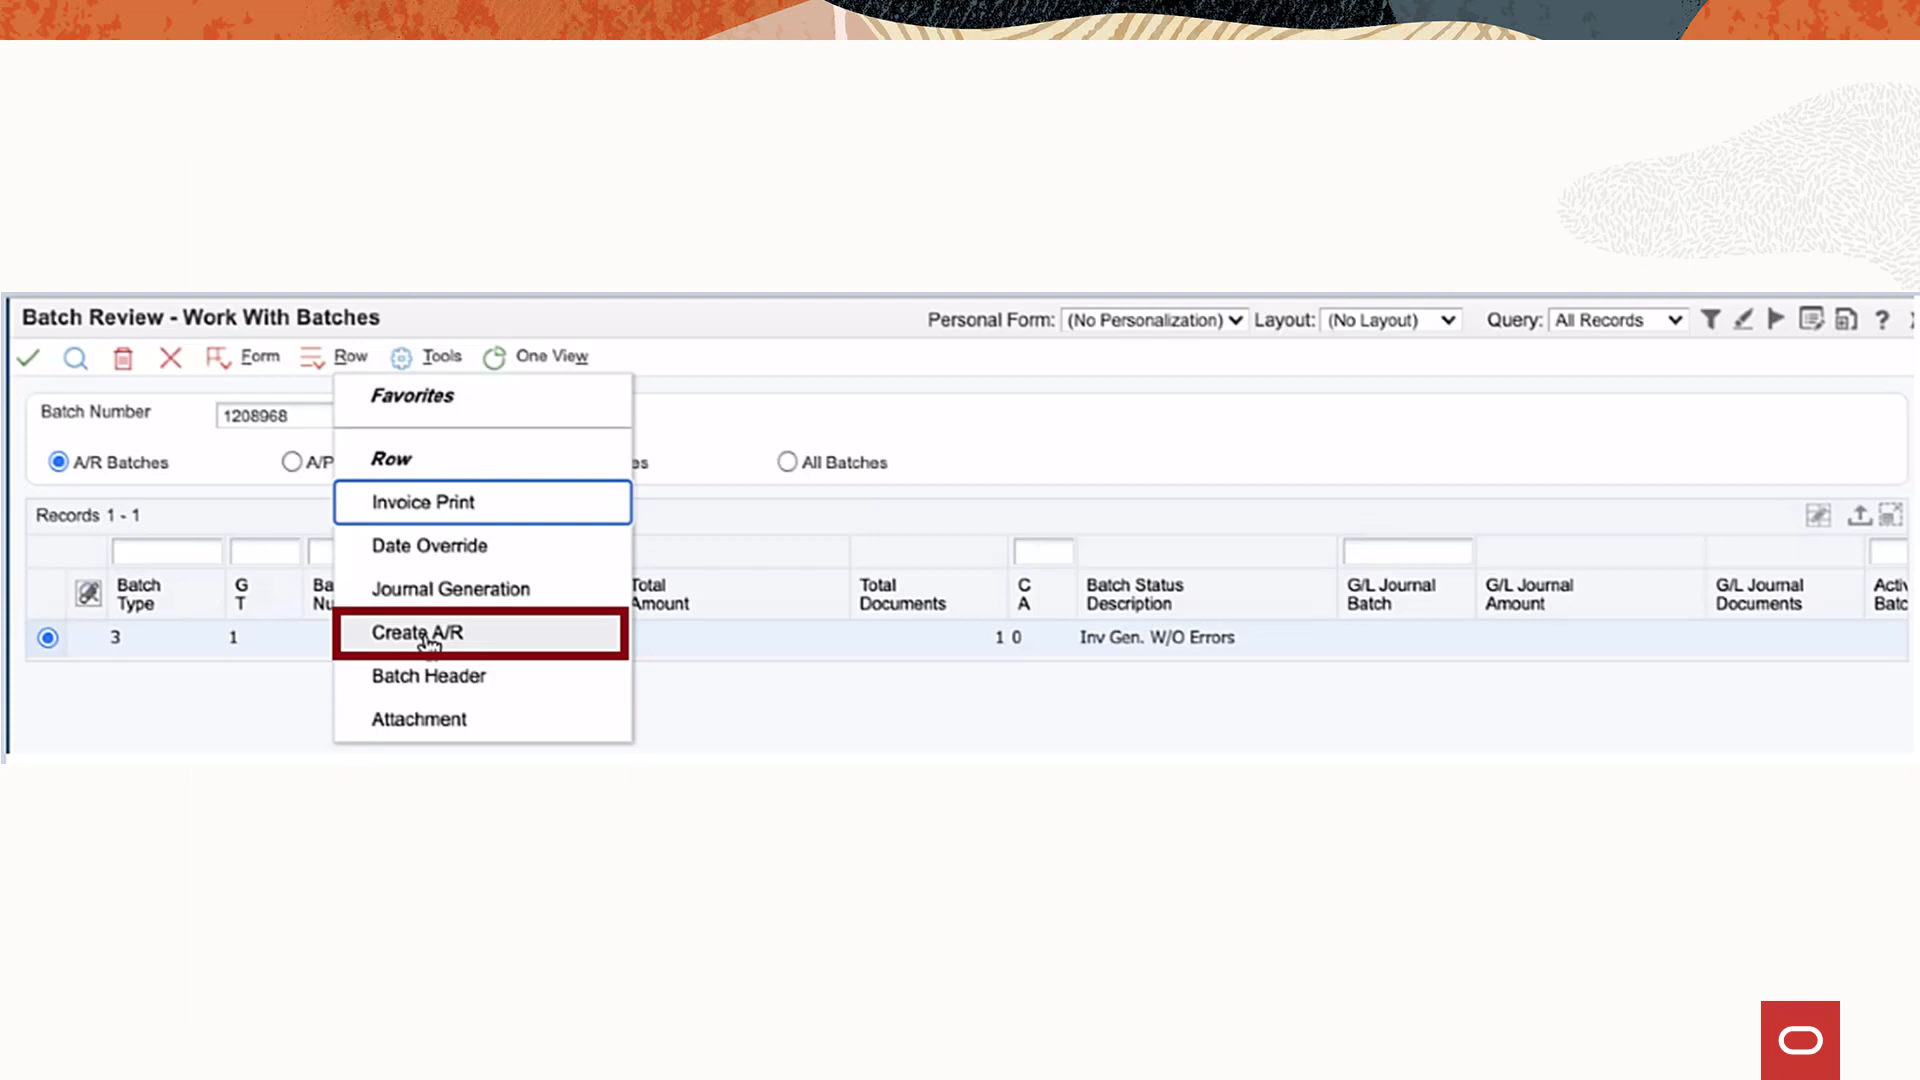 Batch Review - Work With Batches
Personal Form: (No Personalization) Layout: (No Layout) Query: All Records ?
Form Row Tools One View
Favorites
Batch Number 1208968
A/R Batches A/P All Batches
Row
Invoice Print
Records 1 - 1
Date Override
Journal Generation
Batch Type
G T
Total Amount
Total Documents
C A
Batch Status Description
G/L Journal Batch
G/L Journal Amount
G/L Journal Documents
Create A/R
3 1 1 0 Inv Gen. W/O Errors
Batch Header
Attachment